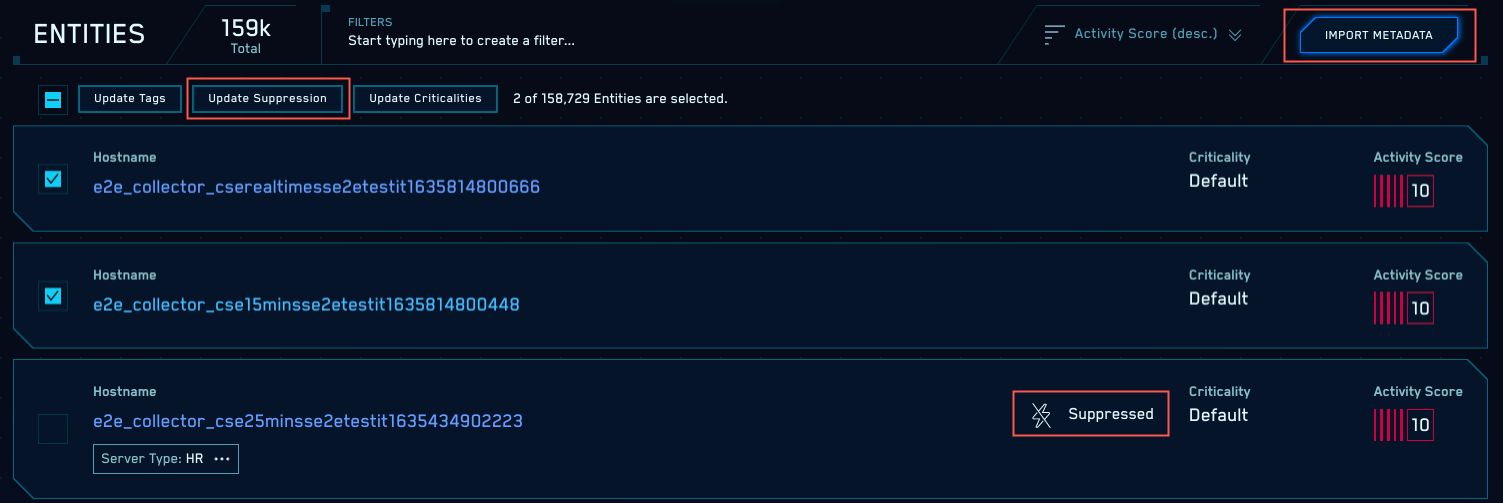 ENTITIES
159k
Total
FILTERS
Start typing here to create a filter...
Activity Score (desc.)
IMPORT METADATA
Update Tags
Update Suppression
Update Criticalities
2 of 158,729 Entities are selected.
Hostname
e2e_collector_cserealtimesse2etestit1635814800666
Criticality
Default
Activity Score
10
Hostname
e2e_collector_cse15minsse2etestit1635814800448
Criticality
Default
Activity Score
10
Hostname
e2e_collector_cse25minsse2etestit1635434902223
Server Type: HR ···
Suppressed
Criticality
Default
Activity Score
10